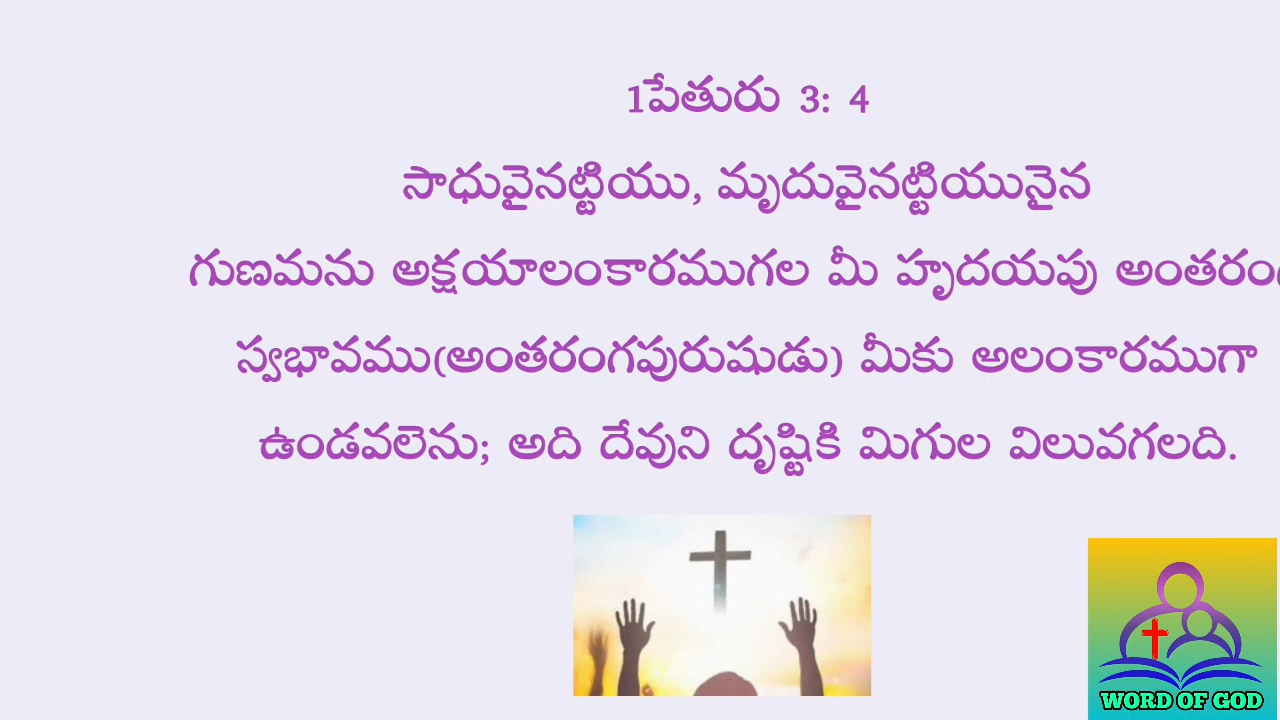 1పేతురు 3: 4
సాధువైనట్టియు, మృదువైనట్టియునైన
గుణమను అక్షయాలంకారముగల మీ హృదయపు
స్వభావము(అంతరంగపురుషుడు) మీకు అలంకారముగా
ఉండవలెను; అది దేవుని దృష్టికి మిగుల విలువగలది.
WORD OF GOD